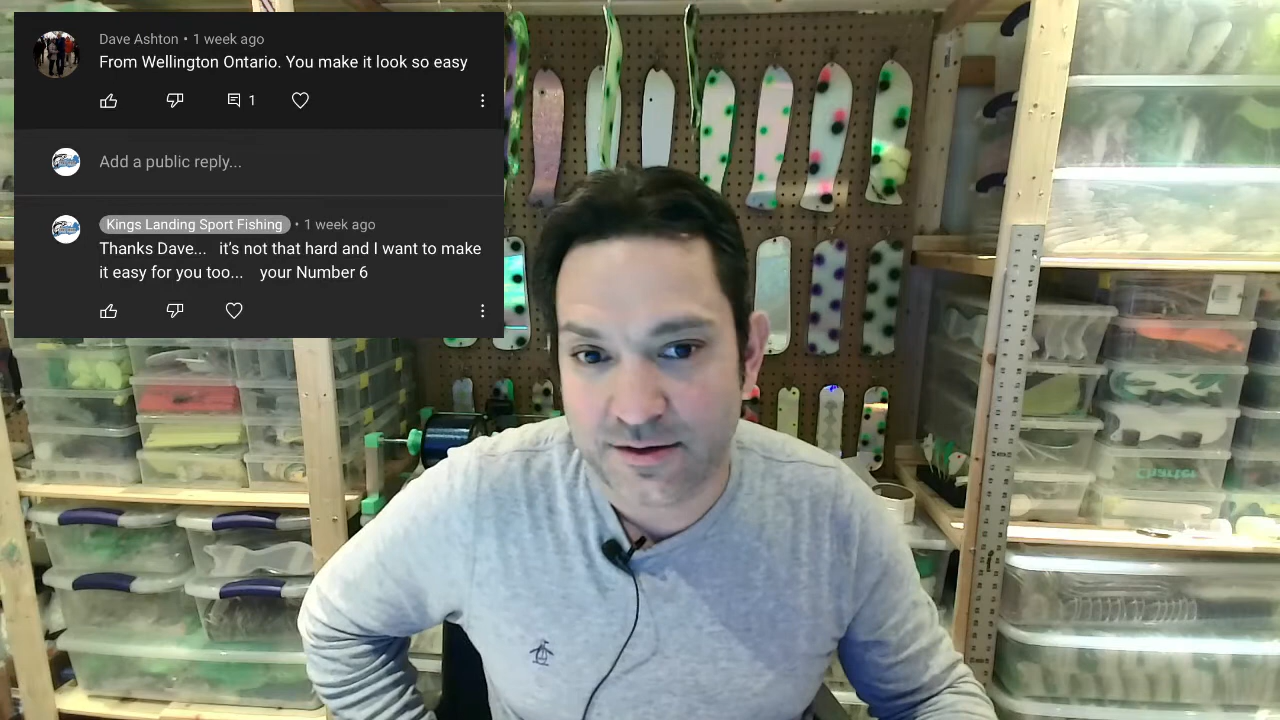 Dave Ashton • 1 week ago
From Wellington Ontario. You make it look so easy
1
Add a public reply...
Kings Landing Sport Fishing • 1 week ago
Thanks Dave... it's not that hard and I want to make
it easy for you too... your Number 6
Charter